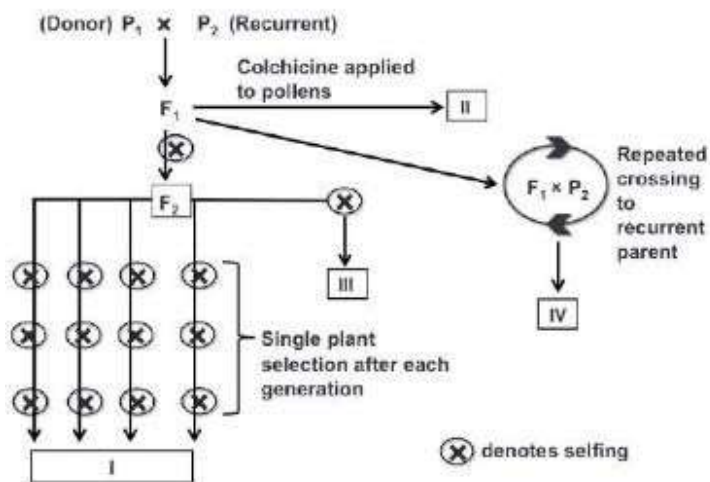 (Donor) P₁ × P₂ (Recurrent)
Colchicine applied
to pollens
F₁
II
F₁ × P₂
Repeated
crossing
to
recurrent
parent
F₂
III
IV
Single plant
selection after each
generation
I
denotes selfing